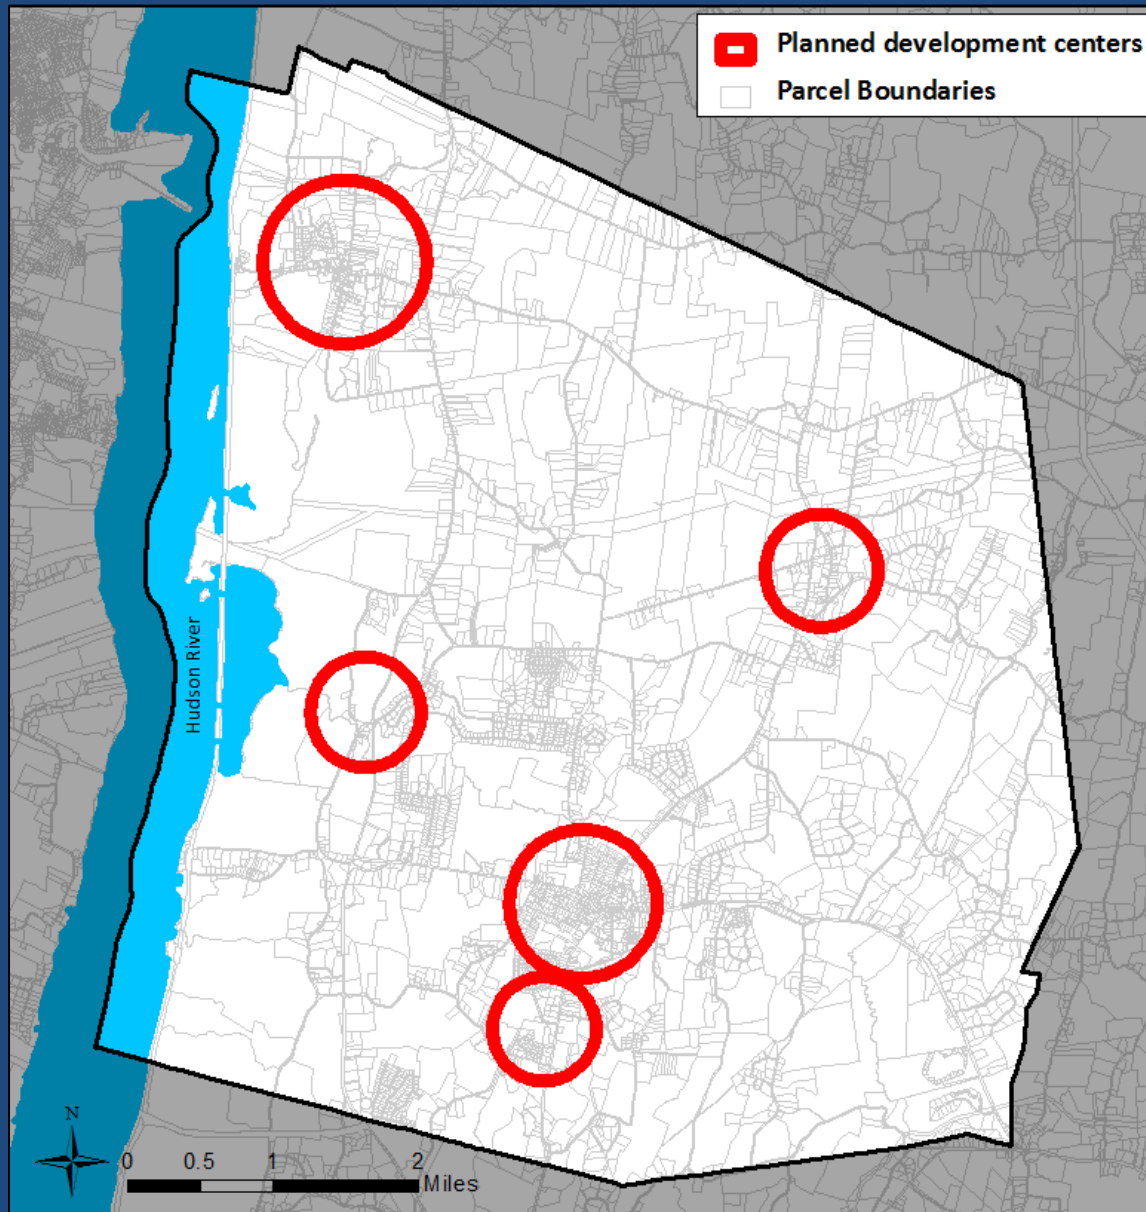 Planned development centers
Parcel Boundaries
Hudson River
N
0 0.5 1 2
Miles